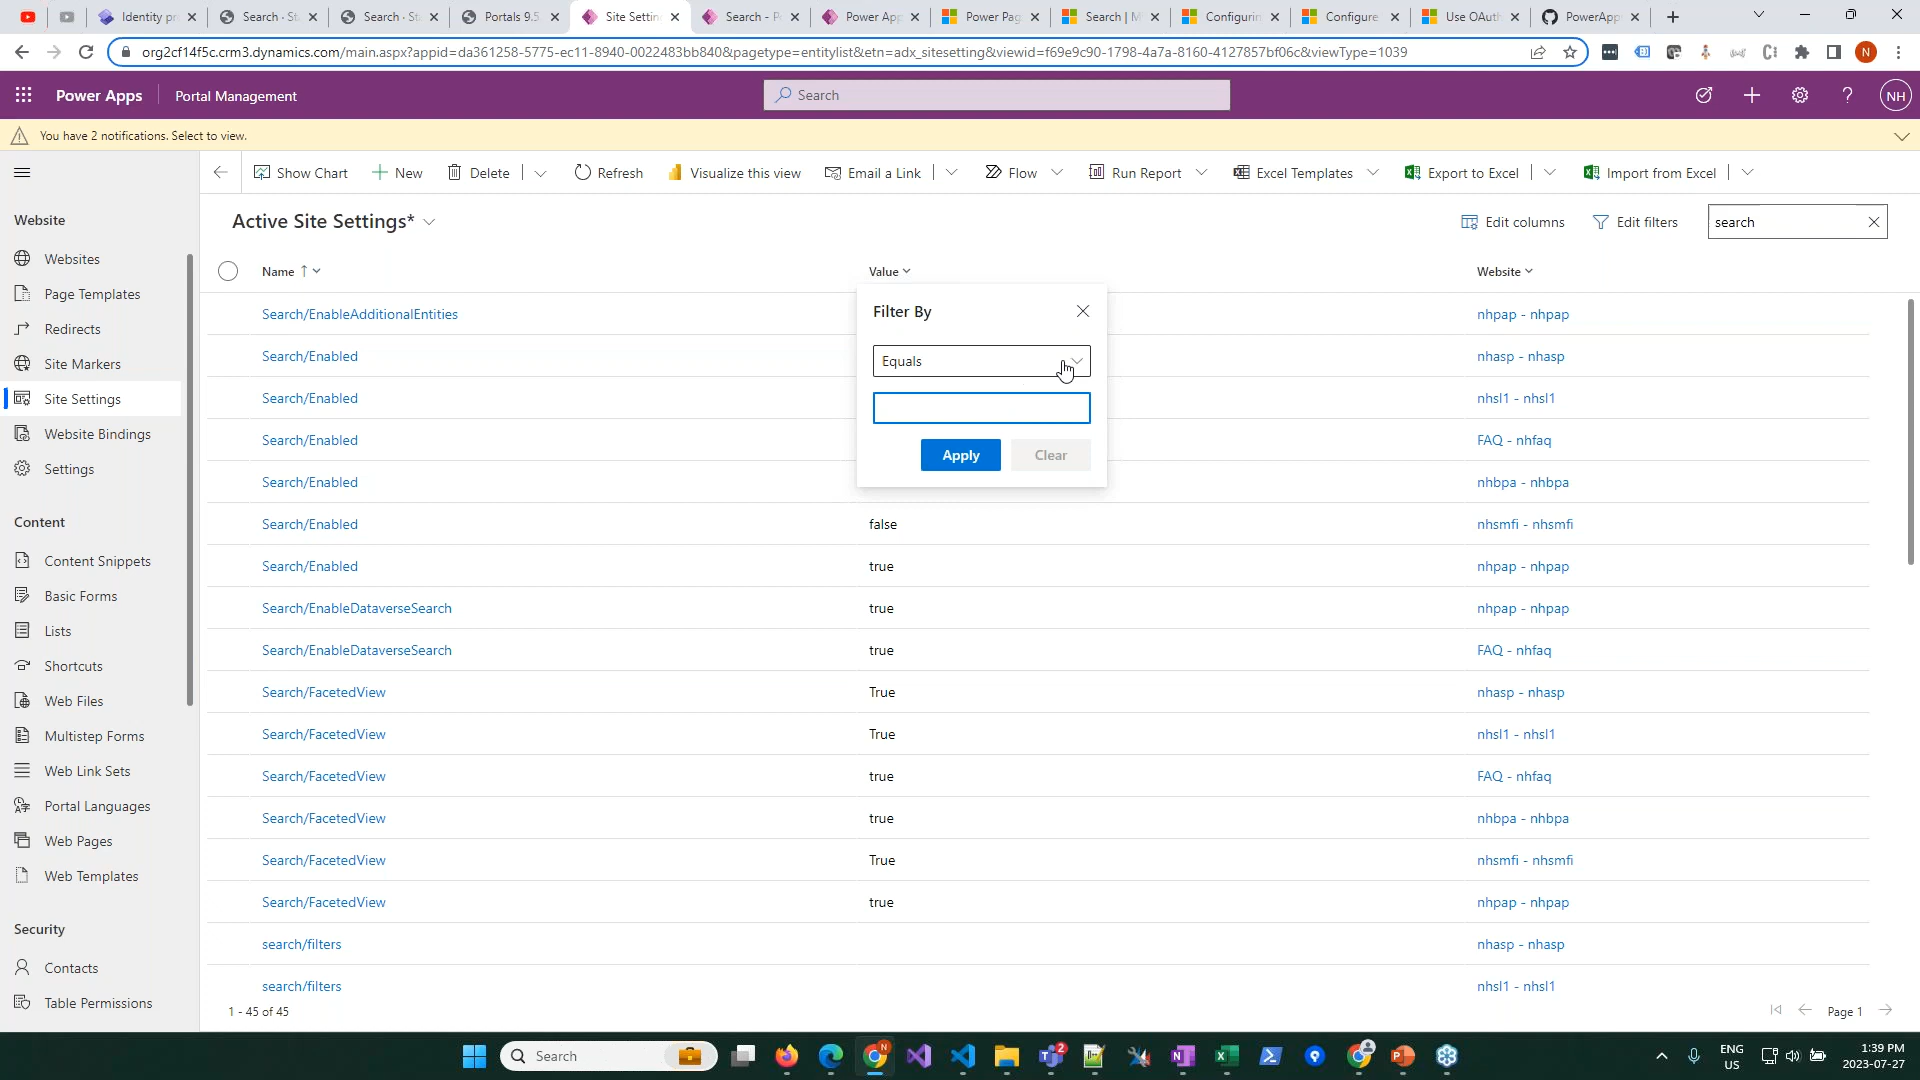 Identity pr
Search · St
Search · Sta
Portals 9.5.
Site Settin
Search - P
Power App
Power Pag
Search | M
Configurin
Configure
Use OAuth
PowerApp
org2cf14f5c.crm3.dynamics.com/main.aspx?appid=da361258-5775-ec11-8940-0022483bb840&pagetype=entitylist&etn=adx_sitesetting&viewid=f69e9c90-1798-4a7a-8160-4127857bf06c&viewType=1039
N
Power Apps
Portal Management
Search
NH
You have 2 notifications. Select to view.
Show Chart
New
Delete
Refresh
Visualize this view
Email a Link
Flow
Run Report
Excel Templates
Export to Excel
Import from Excel
Active Site Settings*
Edit columns
Edit filters
search
Website
Websites
Page Templates
Redirects
Site Markers
Site Settings
Website Bindings
Settings
Content
Content Snippets
Basic Forms
Lists
Shortcuts
Web Files
Multistep Forms
Web Link Sets
Portal Languages
Web Pages
Web Templates
Security
Contacts
Table Permissions
Name
Value
Website
Search/EnableAdditionalEntities nhpap - nhpap
Search/Enabled nhasp - nhasp
Search/Enabled nhsl1 - nhsl1
Search/Enabled FAQ - nhfaq
Search/Enabled nhbpa - nhbpa
Search/Enabled false nhsmfi - nhsmfi
Search/Enabled true nhpap - nhpap
Search/EnableDataverseSearch true nhpap - nhpap
Search/EnableDataverseSearch true FAQ - nhfaq
Search/FacetedView True nhasp - nhasp
Search/FacetedView True nhsl1 - nhsl1
Search/FacetedView true FAQ - nhfaq
Search/FacetedView true nhbpa - nhbpa
Search/FacetedView True nhsmfi - nhsmfi
Search/FacetedView true nhpap - nhpap
search/filters nhasp - nhasp
search/filters nhsl1 - nhsl1
Filter By
Equals
Apply
Clear
1 - 45 of 45
Page 1
Search
N
2
ENG
US
1:39 PM
2023-07-27